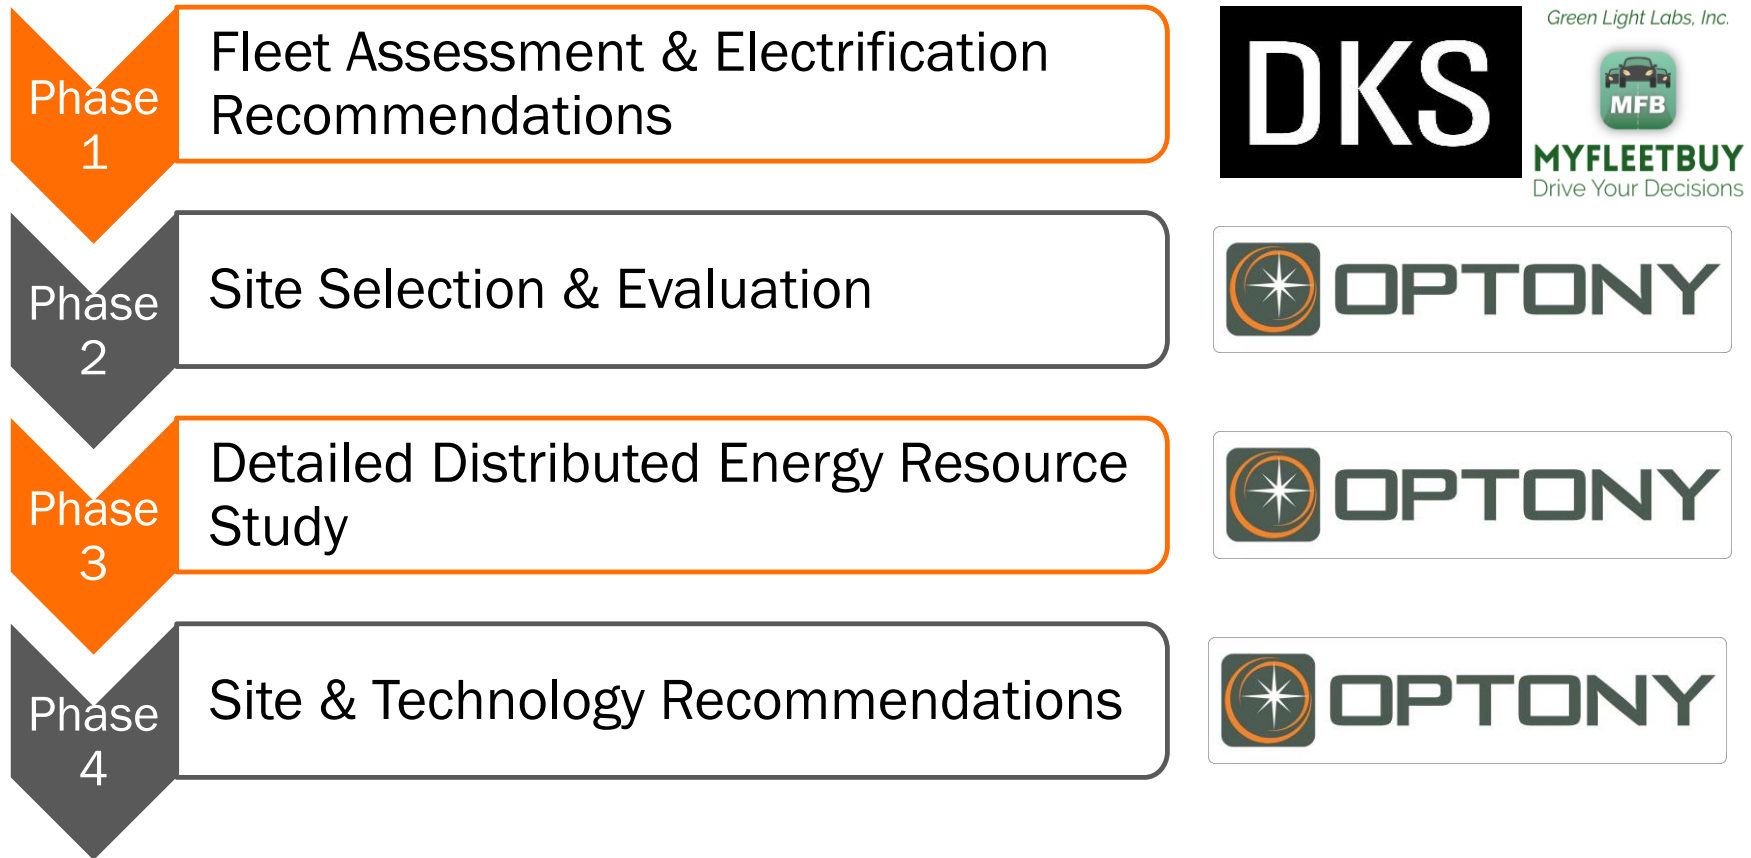 Phase
1
Fleet Assessment & Electrification
Recommendations
DKS
Green Light Labs, Inc.
MFB
MYFLEETBUY
Drive Your Decisions
Phase
2
Site Selection & Evaluation
OPTONY
Phase
3
Detailed Distributed Energy Resource
Study
OPTONY
Phase
4
Site & Technology Recommendations
OPTONY